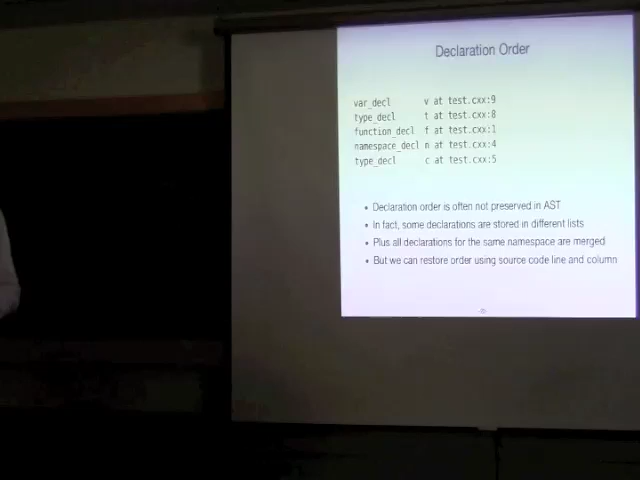 Declaration Order
var_decl v at test.cxx:9
type_decl t at test.cxx:8
function_decl f at test.cxx:1
namespace_decl n at test.cxx:4
type_decl c at test.cxx:5
• Declaration order is often not preserved in AST
• In fact, some declarations are stored in different lists
• Plus all declarations for the same namespace are merged
• But we can restore order using source code line and column